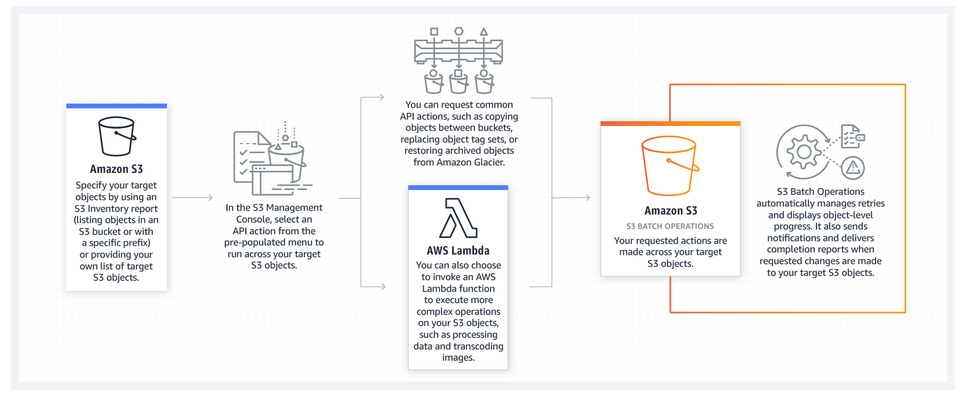 Amazon S3
Specify your target
objects by using an
S3 Inventory report
(listing objects in an
S3 bucket or with
a specific prefix)
or providing your
own list of target
S3 objects.
In the S3 Management
Console, select an
API action from the
pre-populated menu to
run across your target
S3 objects.
You can request common
API actions, such as copying
objects between buckets,
replacing object tag sets, or
restoring archived objects
from Amazon Glacier.
AWS Lambda
You can also choose
to invoke an AWS
Lambda function
to execute more
complex operations
on your S3 objects,
such as processing
data and transcoding
images.
Amazon S3
S3 BATCH OPERATIONS
Your requested actions are
made across your target
S3 objects.
S3 Batch Operations
automatically manages retries
and displays object-level
progress. It also sends
notifications and delivers
completion reports when
requested changes are made
to your target S3 objects.